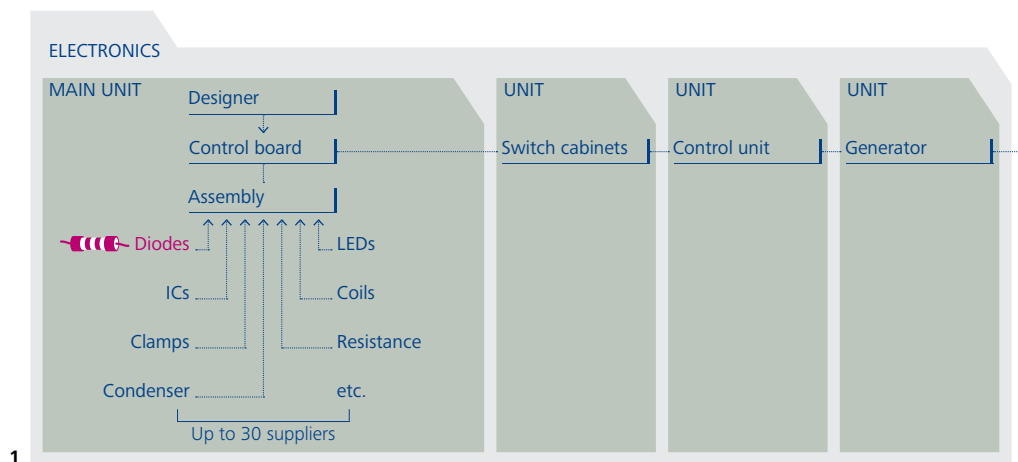 ELECTRONICS
MAIN UNIT
Designer
Control board
Assembly
Diodes
LEDs
ICs
Coils
Clamps
Resistance
Condenser
etc.
Up to 30 suppliers
UNIT
Switch cabinets
UNIT
Control unit
UNIT
Generator
1